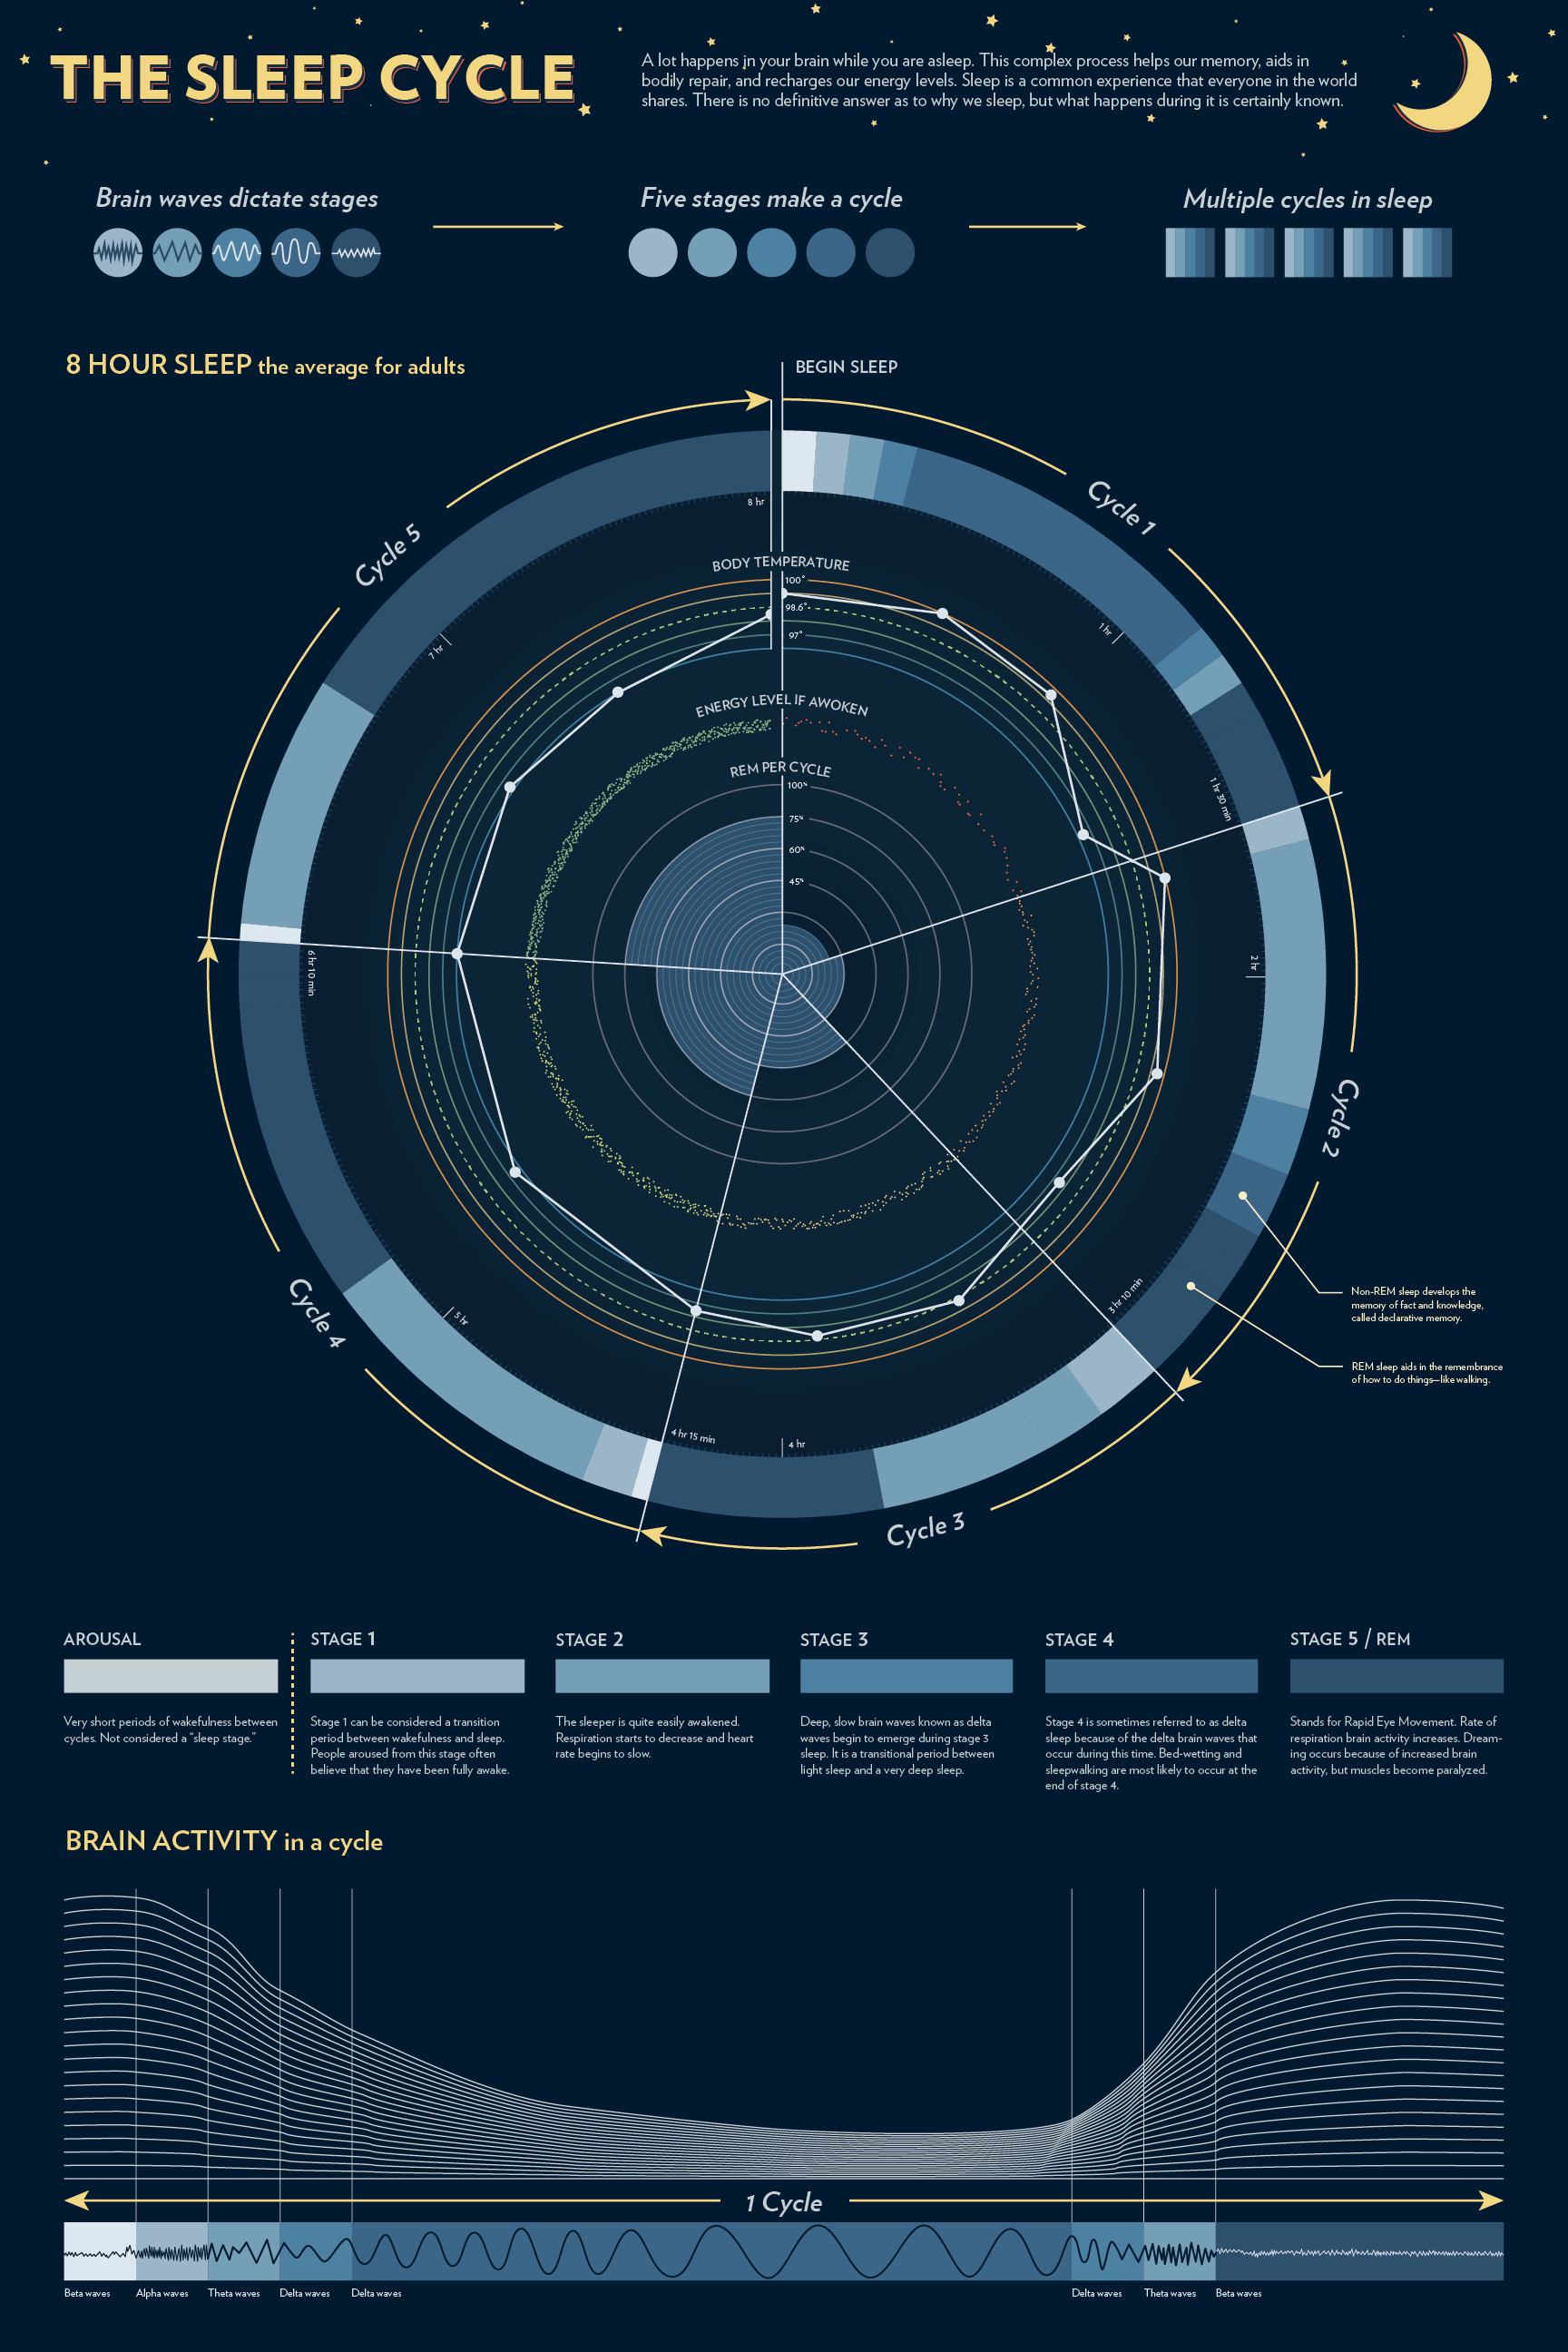 THE SLEEP CYCLE
A lot happens in your brain while you are asleep. This complex process helps our memory, aids in
bodily repair, and recharges our energy levels. Sleep is a common experience that everyone in the world
shares. There is no definitive answer as to why we sleep, but what happens during it is certainly known.
Brain waves dictate stages
Five stages make a cycle
Multiple cycles in sleep
8 HOUR SLEEP the average for adults
BEGIN SLEEP
Cycle 1
Cycle 5
8 hr
BODY TEMPERATURE
100°
98.6°
97°
1 hr
7 hr
ENERGY LEVEL IF AWOKEN
REM PER CYCLE
100%
75%
60%
45%
1 hr 30 min
2 hr
6 hr 10 min
Cycle 2
Non-REM sleep develops the
memory of fact and knowledge,
called declarative memory.
3 hr 10 min
REM sleep aids in the remembrance
of how to do things—like walking.
Cycle 4
5 hr
4 hr 15 min
4 hr
Cycle 3
AROUSAL
Very short periods of wakefulness between
cycles. Not considered a “sleep stage.”
STAGE 1
Stage 1 can be considered a transition
period between wakefulness and sleep.
People aroused from this stage often
believe that they have been fully awake.
STAGE 2
The sleeper is quite easily awakened.
Respiration starts to decrease and heart
rate begins to slow.
STAGE 3
Deep, slow brain waves known as delta
waves begin to emerge during stage 3
sleep. It is a transitional period between
light sleep and a very deep sleep.
STAGE 4
Stage 4 is sometimes referred to as delta
sleep because of the delta brain waves that
occur during this time. Bed-wetting and
sleepwalking are most likely to occur at the
end of stage 4.
STAGE 5 / REM
Stands for Rapid Eye Movement. Rate of
respiration brain activity increases. Dream-
ing occurs because of increased brain
activity, but muscles become paralyzed.
BRAIN ACTIVITY in a cycle
1 Cycle
Beta waves
Alpha waves
Theta waves
Delta waves
Delta waves
Delta waves
Theta waves
Beta waves